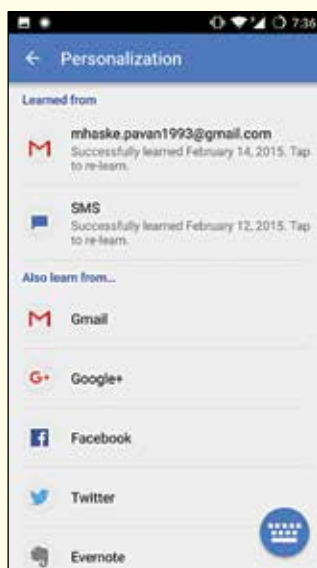 7:36
Personalization
Learned from
mhaske.pavan1993@gmail.com
Successfully learned February 14, 2015. Tap
to re-learn.
SMS
Successfully learned February 12, 2015. Tap
to re-learn.
Also learn from...
Gmail
G+ Google+
f Facebook
Twitter
Evernote